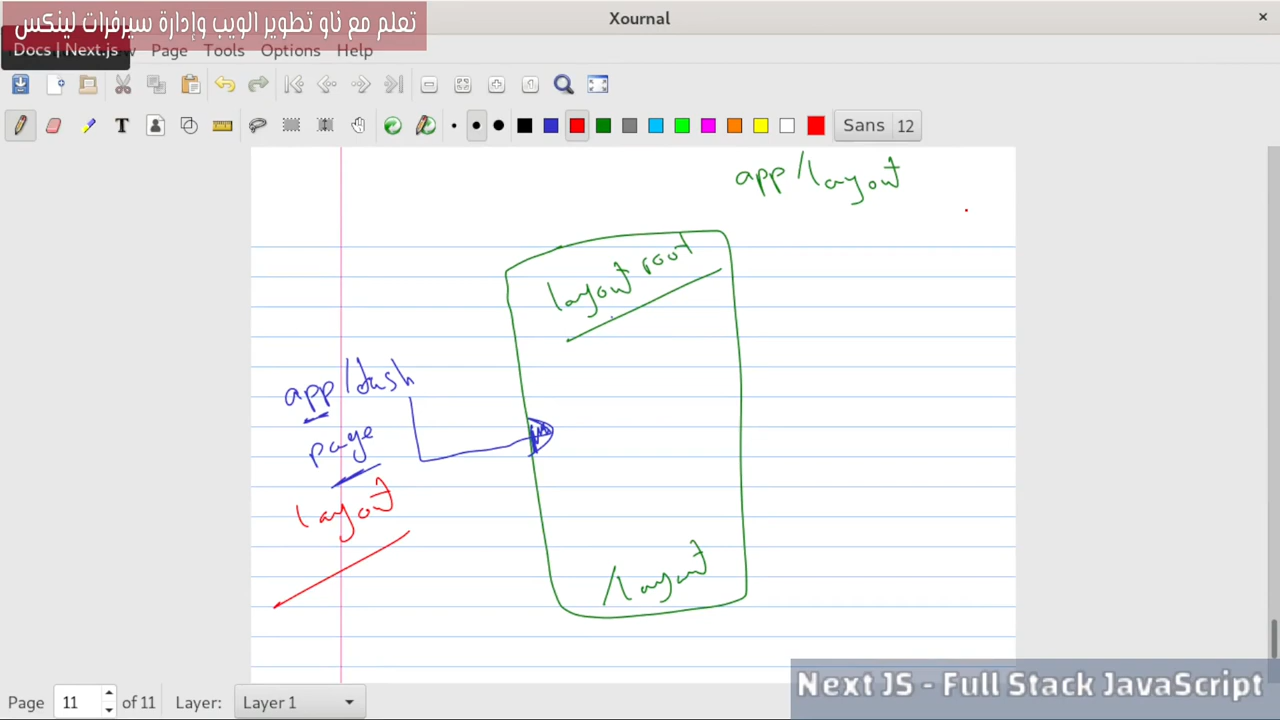 Xournal
×
تعلم مع ناو تطوير الويب وإدارة سيرفرات لينكس
Docs | Next.js
Page Tools Options Help
Sans 12
app/layout
layout root
app/dash
page
layout
/layout
Next JS - Full Stack JavaScript
Page 11 of 11 Layer: Layer 1